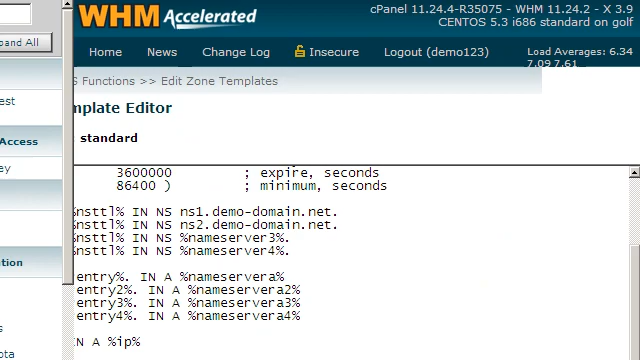 WHM Accelerated
cPanel 11.24.4-R35075 - WHM 11.24.2 - X 3.9
CENTOS 5.3 i686 standard on golf
pand All
Home News Change Log Insecure Logout (demo123) Load Averages: 6.34
7.09 7.61
S Functions >> Edit Zone Templates
est
mplate Editor
Access
standard
ey
3600000 ; expire, seconds
86400 ) ; minimum, seconds
%nsttl% IN NS ns1.demo-domain.net.
%nsttl% IN NS ns2.demo-domain.net.
%nsttl% IN NS %nameserver3%.
%nsttl% IN NS %nameserver4%.
ation
entry%. IN A %nameservera%
entry2%. IN A %nameservera2%
entry3%. IN A %nameservera3%
entry4%. IN A %nameservera4%
s
IN A %ip%
ota